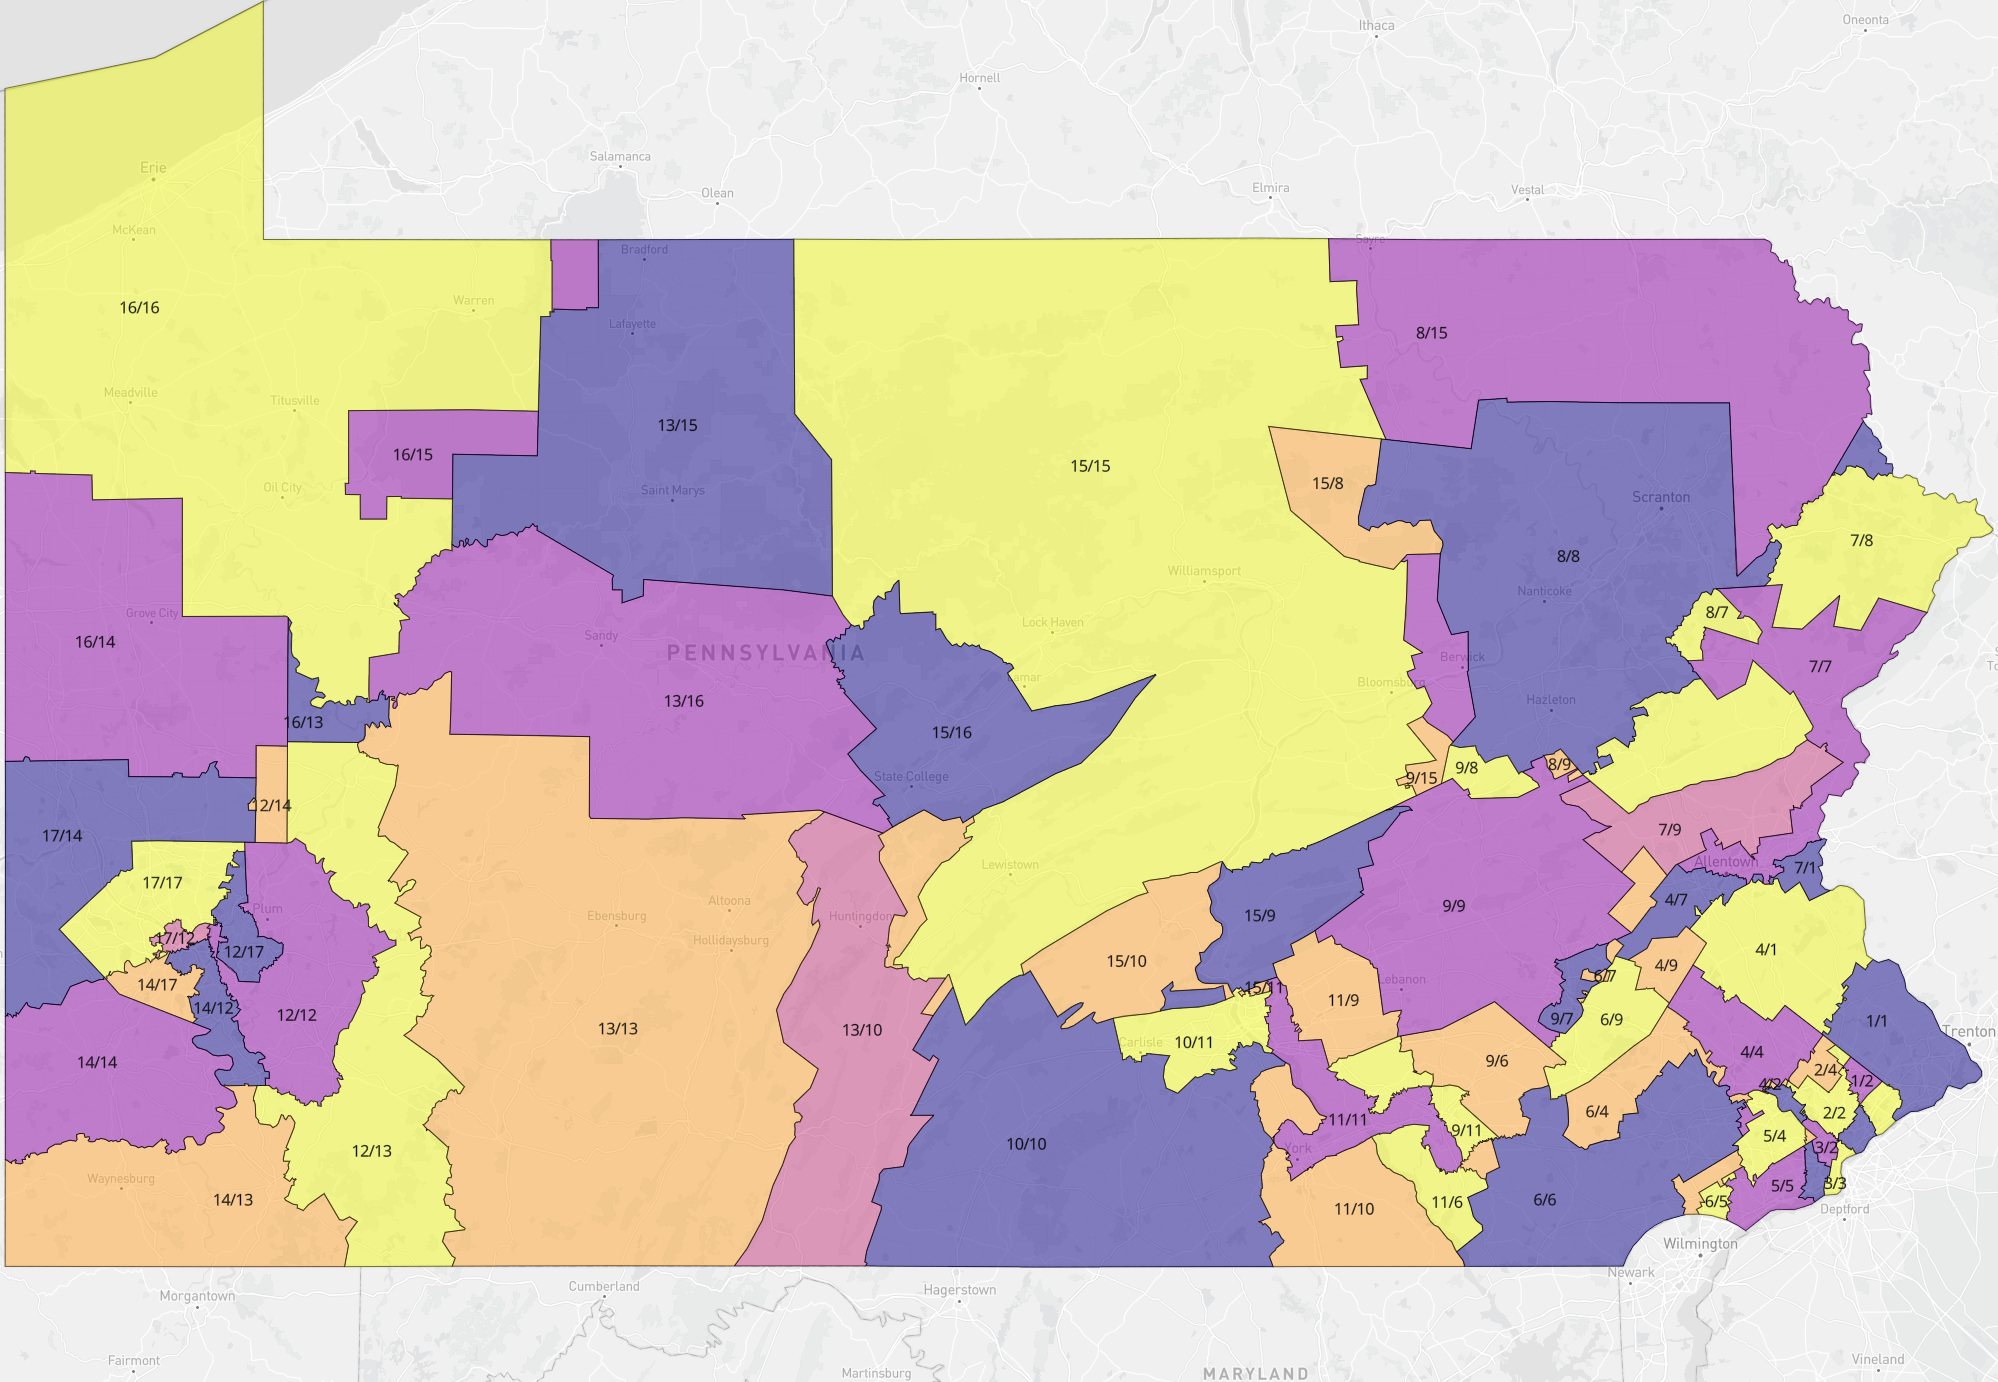 Ithaca
Oneonta
Hornell
Salamanca
Olean
Elmira
Vestal
Erie
McKean
Bradford
Sayre
16/16
Warren
Lafayette
8/15
Meadville
Titusville
13/15
16/15
15/15
Oil City
Saint Marys
15/8
Scranton
7/8
8/8
Williamsport
Nanticoke
Grove City
8/7
Lock Haven
16/14
Sandy
PENNSYLVANIA
Berwick
7/7
Bloomsburg
13/16
Hazleton
16/13
15/16
State College
9/15
9/8
8/9
12/14
17/14
7/9
Allentown
Lewistown
7/1
17/17
Plum
Altoona
4/7
Ebensburg
Huntingdon
15/9
9/9
17/12
Hollidaysburg
12/17
4/1
15/10
4/9
14/17
6/7
Lebanon
15/11
14/12
12/12
11/9
9/7
6/9
1/1
13/13
13/10
Trenton
Carlisle
10/11
4/4
14/14
9/6
2/4
4/2
1/2
6/4
2/2
11/11
9/11
5/4
10/10
York
3/2
12/13
Waynesburg
14/13
5/5
3/3
11/10
11/6
6/6
6/5
Deptford
Wilmington
Newark
Morgantown
Cumberland
Hagerstown
Fairmont
Martinsburg
MARYLAND
Vineland